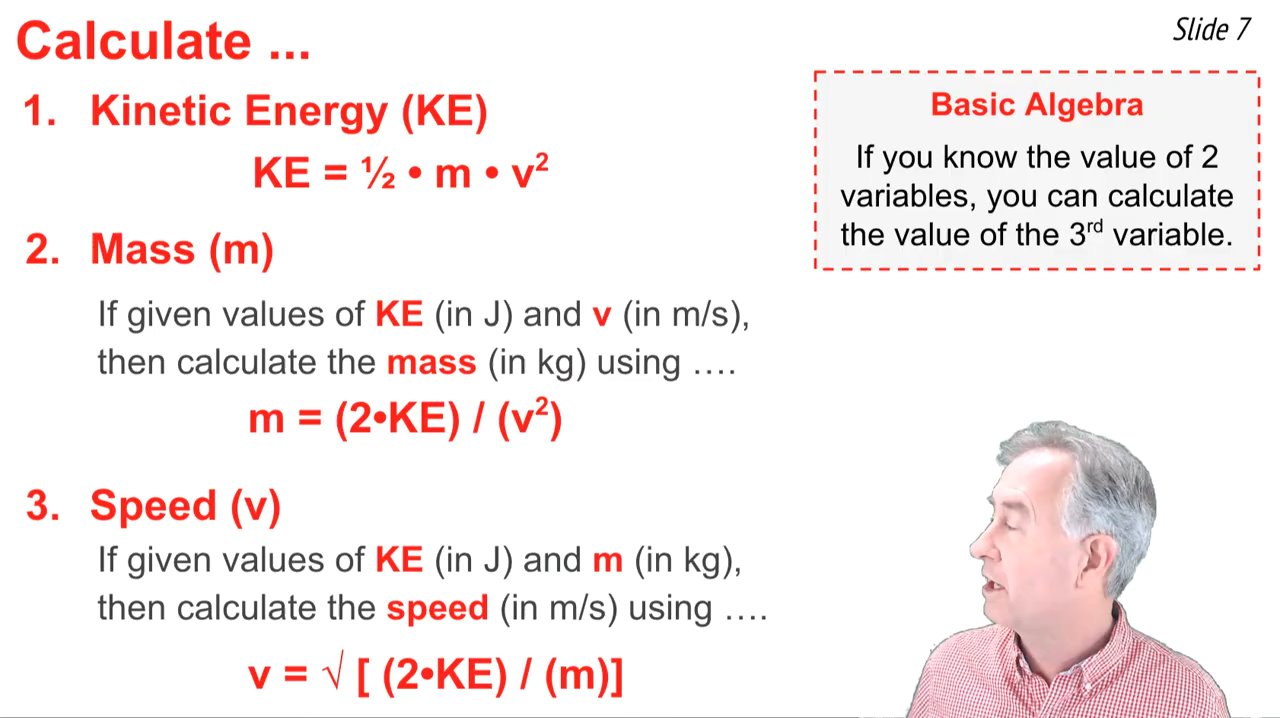 Calculate ...
Slide 7
1. Kinetic Energy (KE)
KE = ½ • m • v²
Basic Algebra
If you know the value of 2
variables, you can calculate
the value of the 3rd variable.
2. Mass (m)
If given values of KE (in J) and v (in m/s),
then calculate the mass (in kg) using ….
m = (2•KE) / (v²)
3. Speed (v)
If given values of KE (in J) and m (in kg),
then calculate the speed (in m/s) using ….
v = √ [ (2•KE) / (m)]